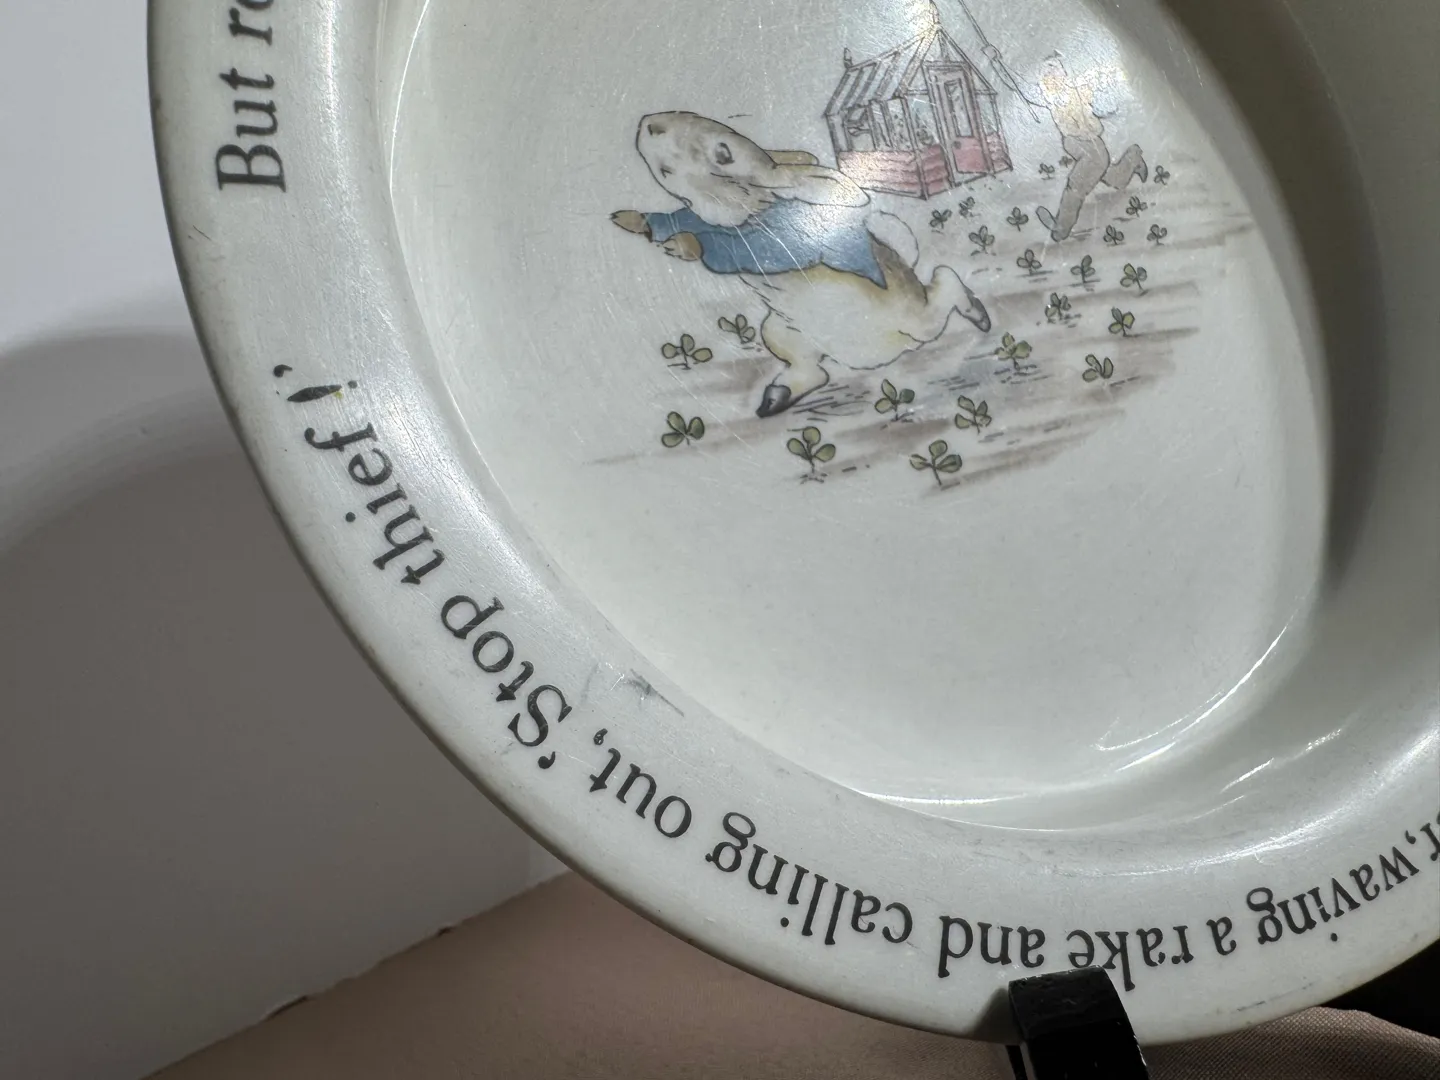 But
waving a rake and calling out, 'Stop thief!'